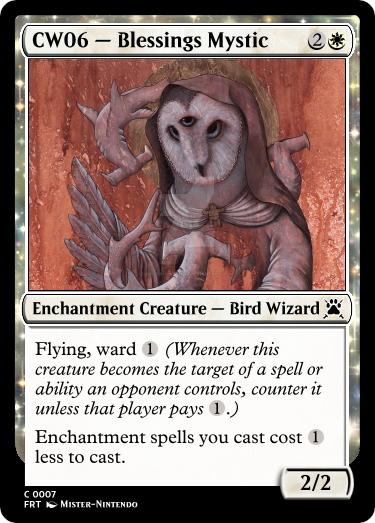 CW06 — Blessings Mystic 2
Enchantment Creature — Bird Wizard
Flying, ward 1 (Whenever this
creature becomes the target of a spell or
ability an opponent controls, counter it
unless that player pays 1.)
Enchantment spells you cast cost 1
less to cast.
2/2
C 0007
FRT Mister-Nintendo